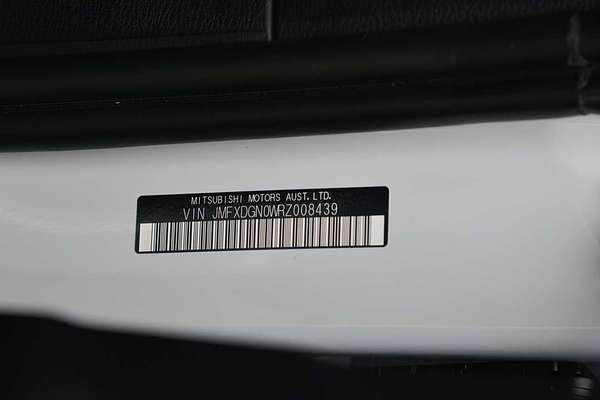 MITSUBISHI MOTORS AUST. LTD.
VIN JMFXDGN0WRZ008439